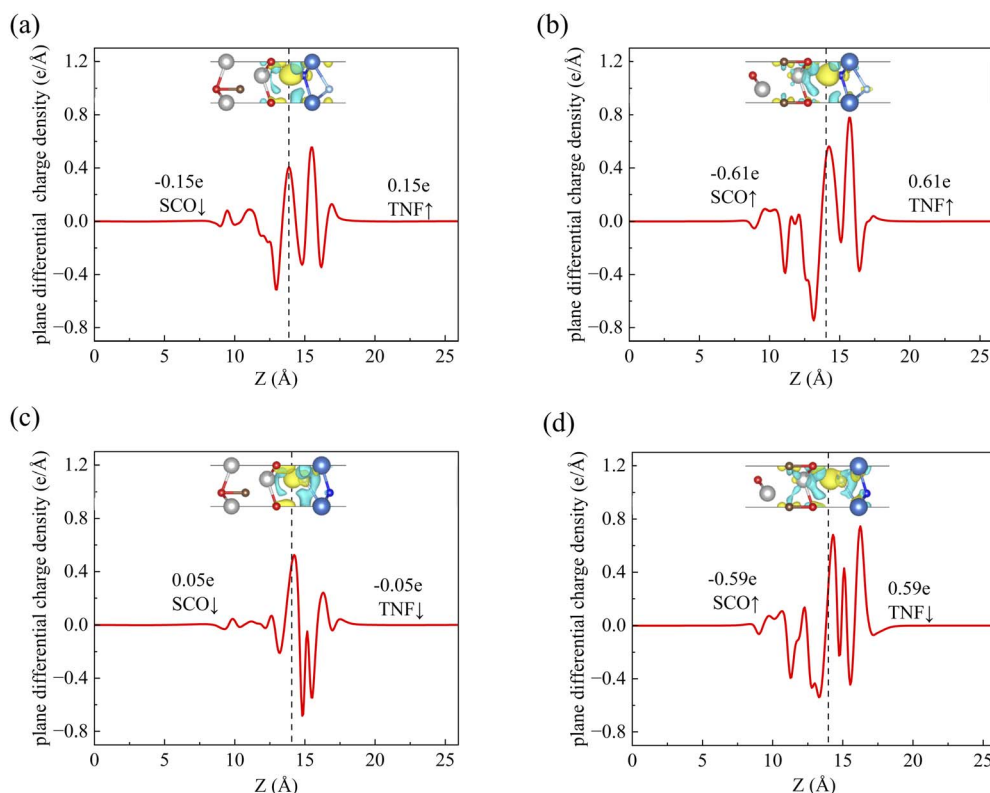 (a)
plane differential charge density (e/Å)
1.2
0.8
0.4
0.0
−0.4
−0.8
-0.15e
SCO↓
0.15e
TNF↑
0 5 10 15 20 25
Z (Å)
(b)
plane differential charge density (e/Å)
1.2
0.8
0.4
0.0
−0.4
−0.8
-0.61e
SCO↑
0.61e
TNF↑
0 5 10 15 20 25
Z (Å)
(c)
plane differential charge density (e/Å)
1.2
0.8
0.4
0.0
−0.4
−0.8
0.05e
SCO↓
-0.05e
TNF↓
0 5 10 15 20 25
Z (Å)
(d)
plane differential charge density (e/Å)
1.2
0.8
0.4
0.0
−0.4
−0.8
-0.59e
SCO↑
0.59e
TNF↓
0 5 10 15 20 25
Z (Å)